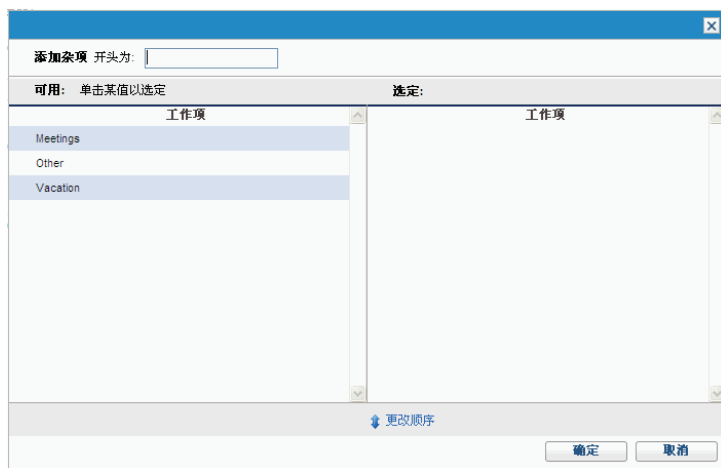 添加杂项 开头为:
可用: 单击某值以选定 选定:
工作项 工作项
Meetings
Other
Vacation
更改顺序
确定 取消